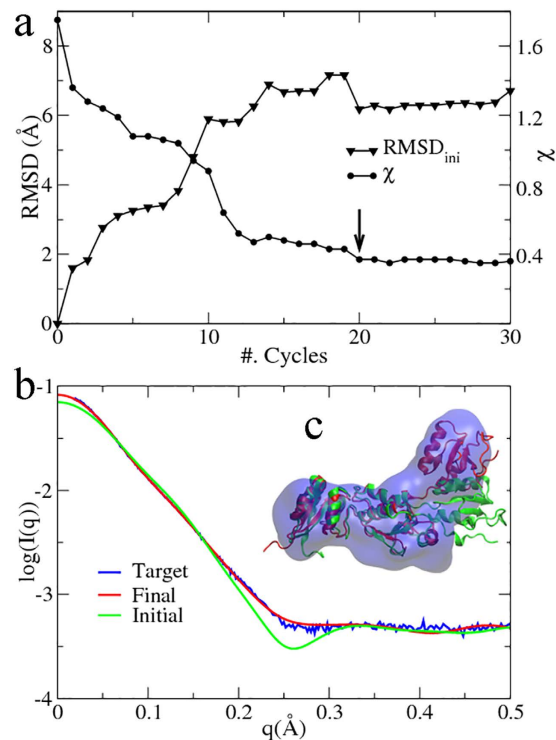 a
8
6
4
2
0
RMSD (Å)
1.6
1.2
0.8
0.4
χ
RMSDini
χ
0
10
20
30
#. Cycles
b
c
-1
-2
-3
-4
log(I(q))
Target
Final
Initial
0
0.1
0.2
0.3
0.4
0.5
q(Å)